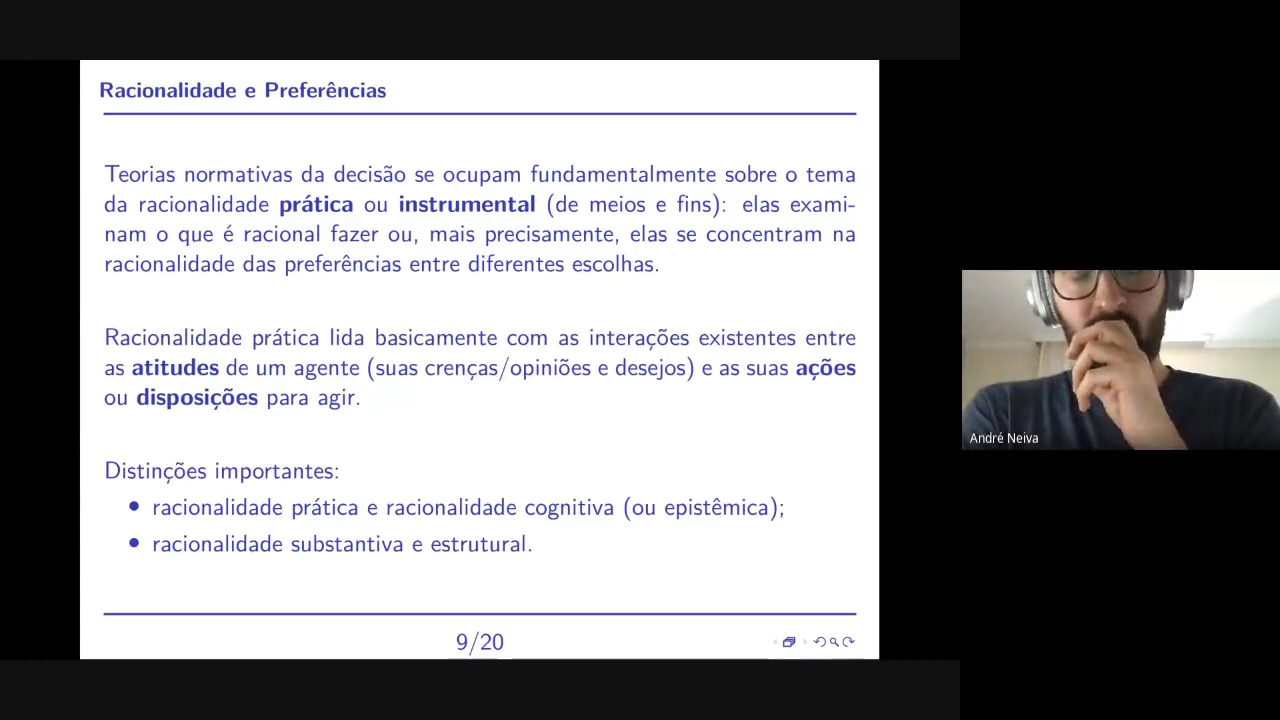 Racionalidade e Preferências
Teorias normativas da decisão se ocupam fundamentalmente sobre o tema
da racionalidade prática ou instrumental (de meios e fins): elas exami-
nam o que é racional fazer ou, mais precisamente, elas se concentram na
racionalidade das preferências entre diferentes escolhas.
Racionalidade prática lida basicamente com as interações existentes entre
as atitudes de um agente (suas crenças/opiniões e desejos) e as suas ações
ou disposições para agir.
Distinções importantes:
• racionalidade prática e racionalidade cognitiva (ou epistêmica);
• racionalidade substantiva e estrutural.
9/20
André Neiva